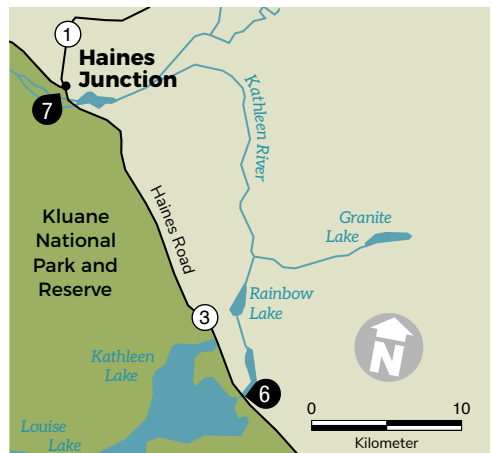 1
Haines
Junction
7
Kathleen River
Haines Road
Kluane
National
Park and
Reserve
Granite
Lake
Rainbow
Lake
3
Kathleen
Lake
N
6
0 10
Kilometer
Louise
Lake